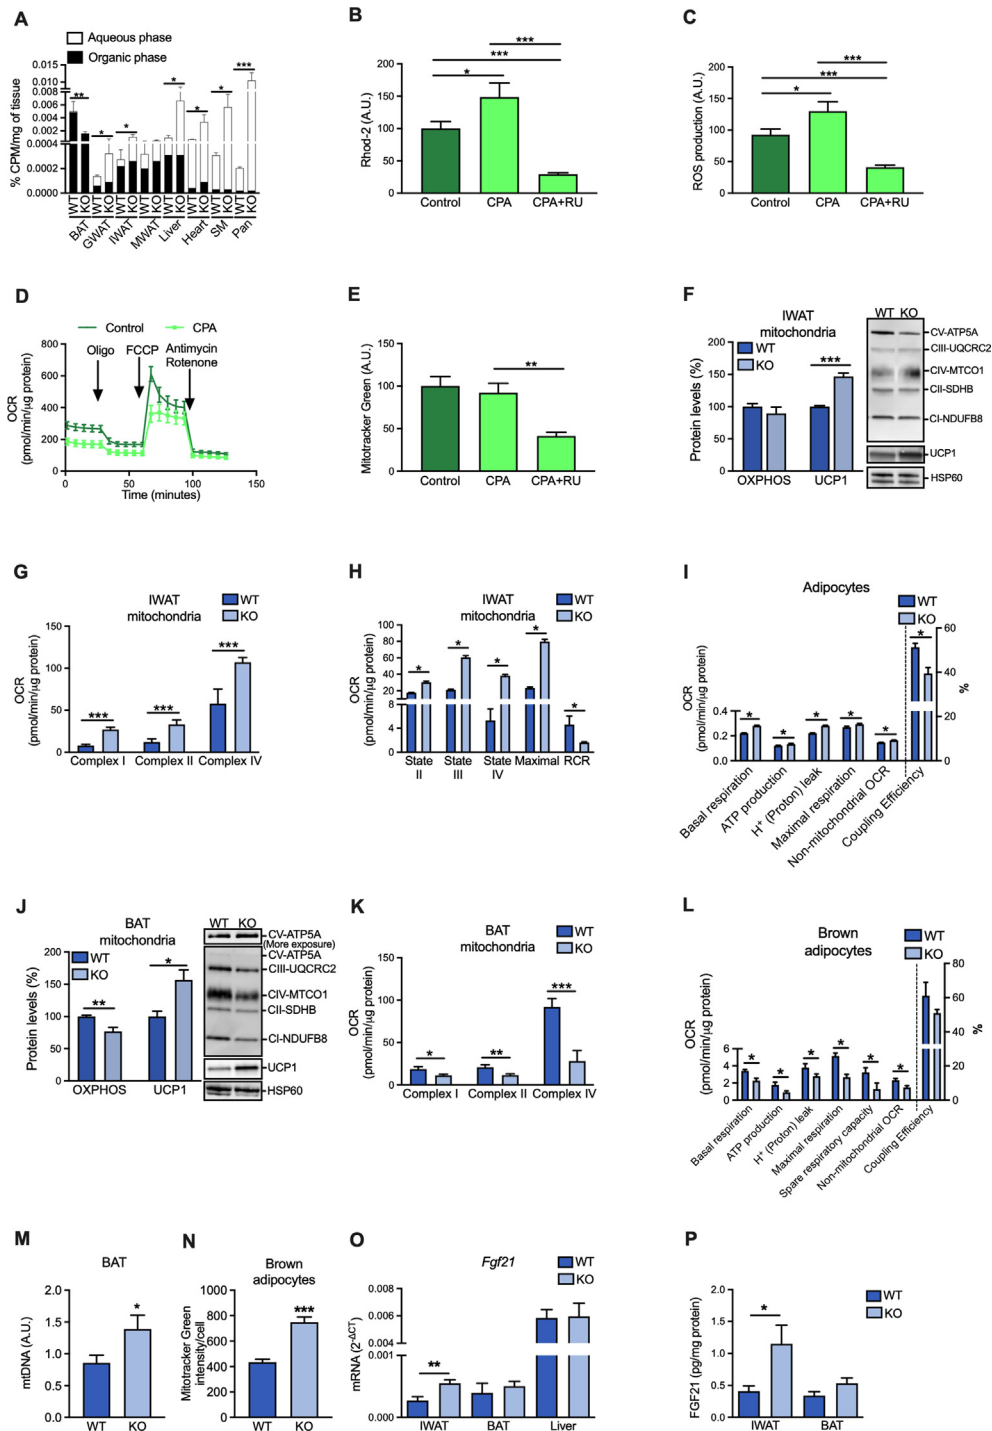 A
Aqueous phase
Organic phase
% CPM/mg of tissue
0.015
0.010
0.008
0.006
0.004
0.002
0.0004
0.0002
0.0000
** * * * * * ***
WT KO WT KO WT KO WT KO WT KO WT KO WT KO WT KO
BAT GWAT IWAT MWAT Liver Heart SM Pan
B
Rhod-2 (A.U.)
200
150
100
50
0
***
***
*
Control CPA CPA+RU
C
ROS production (A.U.)
200
150
100
50
0
***
***
*
Control CPA CPA+RU
D
Control CPA
Oligo FCCP Antimycin
Rotenone
OCR
(pmol/min/µg protein)
800
600
400
200
0
0 50 100 150
Time (minutes)
E
Mitotracker Green (A.U.)
150
100
50
0
**
Control CPA CPA+RU
F
IWAT
mitochondria
WT
KO
Protein levels (%)
200
150
100
50
0
***
OXPHOS UCP1
WT KO
CV-ATP5A
CIII-UQCRC2
CIV-MTCO1
CII-SDHB
CI-NDUFB8
UCP1
HSP60
G
IWAT
mitochondria
WT
KO
OCR
(pmol/min/µg protein)
150
100
50
0
*** *** ***
Complex I Complex II Complex IV
H
IWAT
mitochondria
WT
KO
OCR
(pmol/min/µg protein)
100
80
60
40
20
8
4
0
* * * * *
State II State III State IV Maximal RCR
I
Adipocytes
WT
KO
OCR
(pmol/min/µg protein)
0.4
0.2
0.0
60
40
20
0
%
* * * * * *
Basal respiration
ATP production
H⁺ (Proton) leak
Maximal respiration
Non-mitochondrial OCR
Coupling Efficiency
J
BAT
mitochondria
WT
KO
Protein levels (%)
200
150
100
50
0
** *
OXPHOS UCP1
WT KO
CV-ATP5A
(More exposure)
CV-ATP5A
CIII-UQCRC2
CIV-MTCO1
CII-SDHB
CI-NDUFB8
UCP1
HSP60
K
BAT
mitochondria
WT
KO
OCR
(pmol/min/µg protein)
150
100
50
0
* ** ***
Complex I Complex II Complex IV
L
Brown
adipocytes
WT
KO
OCR
(pmol/min/µg protein)
6
4
2
0
80
60
40
20
0
%
* * * * * *
Basal respiration
ATP production
H⁺ (Proton) leak
Maximal respiration
Spare respiratory capacity
Non-mitochondrial OCR
Coupling Efficiency
M
BAT
mtDNA (A.U.)
2.0
1.5
1.0
0.5
0.0
*
WT KO
N
Brown
adipocytes
Mitotracker Green
intensity/cell
800
600
400
200
0
***
WT KO
O
Fgf21
WT
KO
mRNA (2^-ΔCT)
0.008
0.006
0.004
0.001
0.000
**
IWAT BAT Liver
P
WT
KO
FGF21 (pg/mg protein)
2.0
1.5
1.0
0.5
0.0
*
IWAT BAT